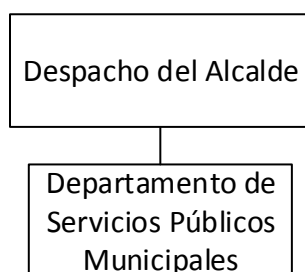 Despacho del Alcalde
Departamento de
Servicios Públicos
Municipales